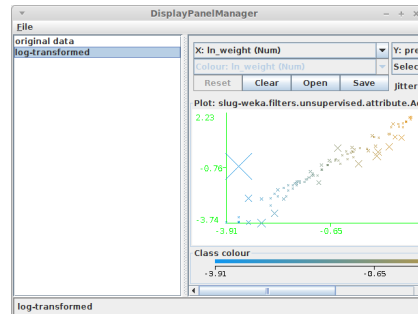 DisplayPanelManager
File
original data
log-transformed
X: ln_weight (Num)
Y: pre
Colour: ln_weight (Num)
Selec
Reset
Clear
Open
Save
Jitter
Plot: slug-weka.filters.unsupervised.attribute.Ad
2.23
-0.76
-3.74
-3.91
-0.65
Class colour
-3.91
-0.65
log-transformed